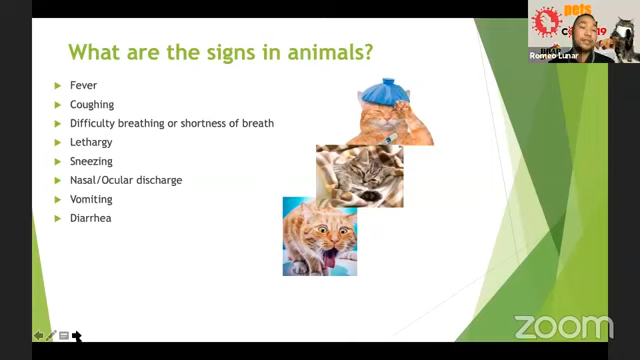 What are the signs in animals?
Fever
Coughing
Difficulty breathing or shortness of breath
Lethargy
Sneezing
Nasal/Ocular discharge
Vomiting
Diarrhea
pets
Romeo Lunar
zoom